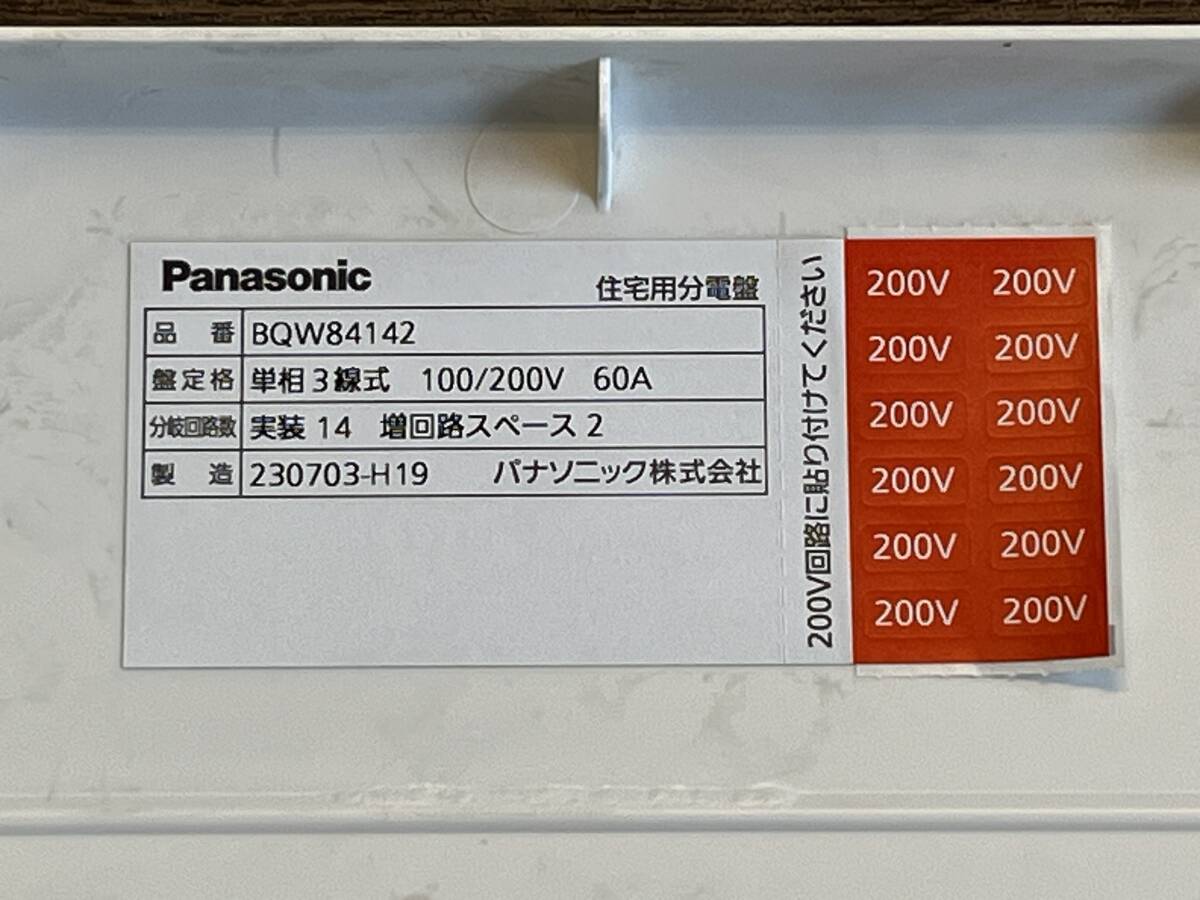 Panasonic
住宅用分電盤
品番 BQW84142
盤定格 単相3線式 100/200V 60A
分岐回路数 実装14 増回路スペース2
製造 230703-H19 パナソニック株式会社
200V回路に貼り付けてください
200V 200V
200V 200V
200V 200V
200V 200V
200V 200V
200V 200V